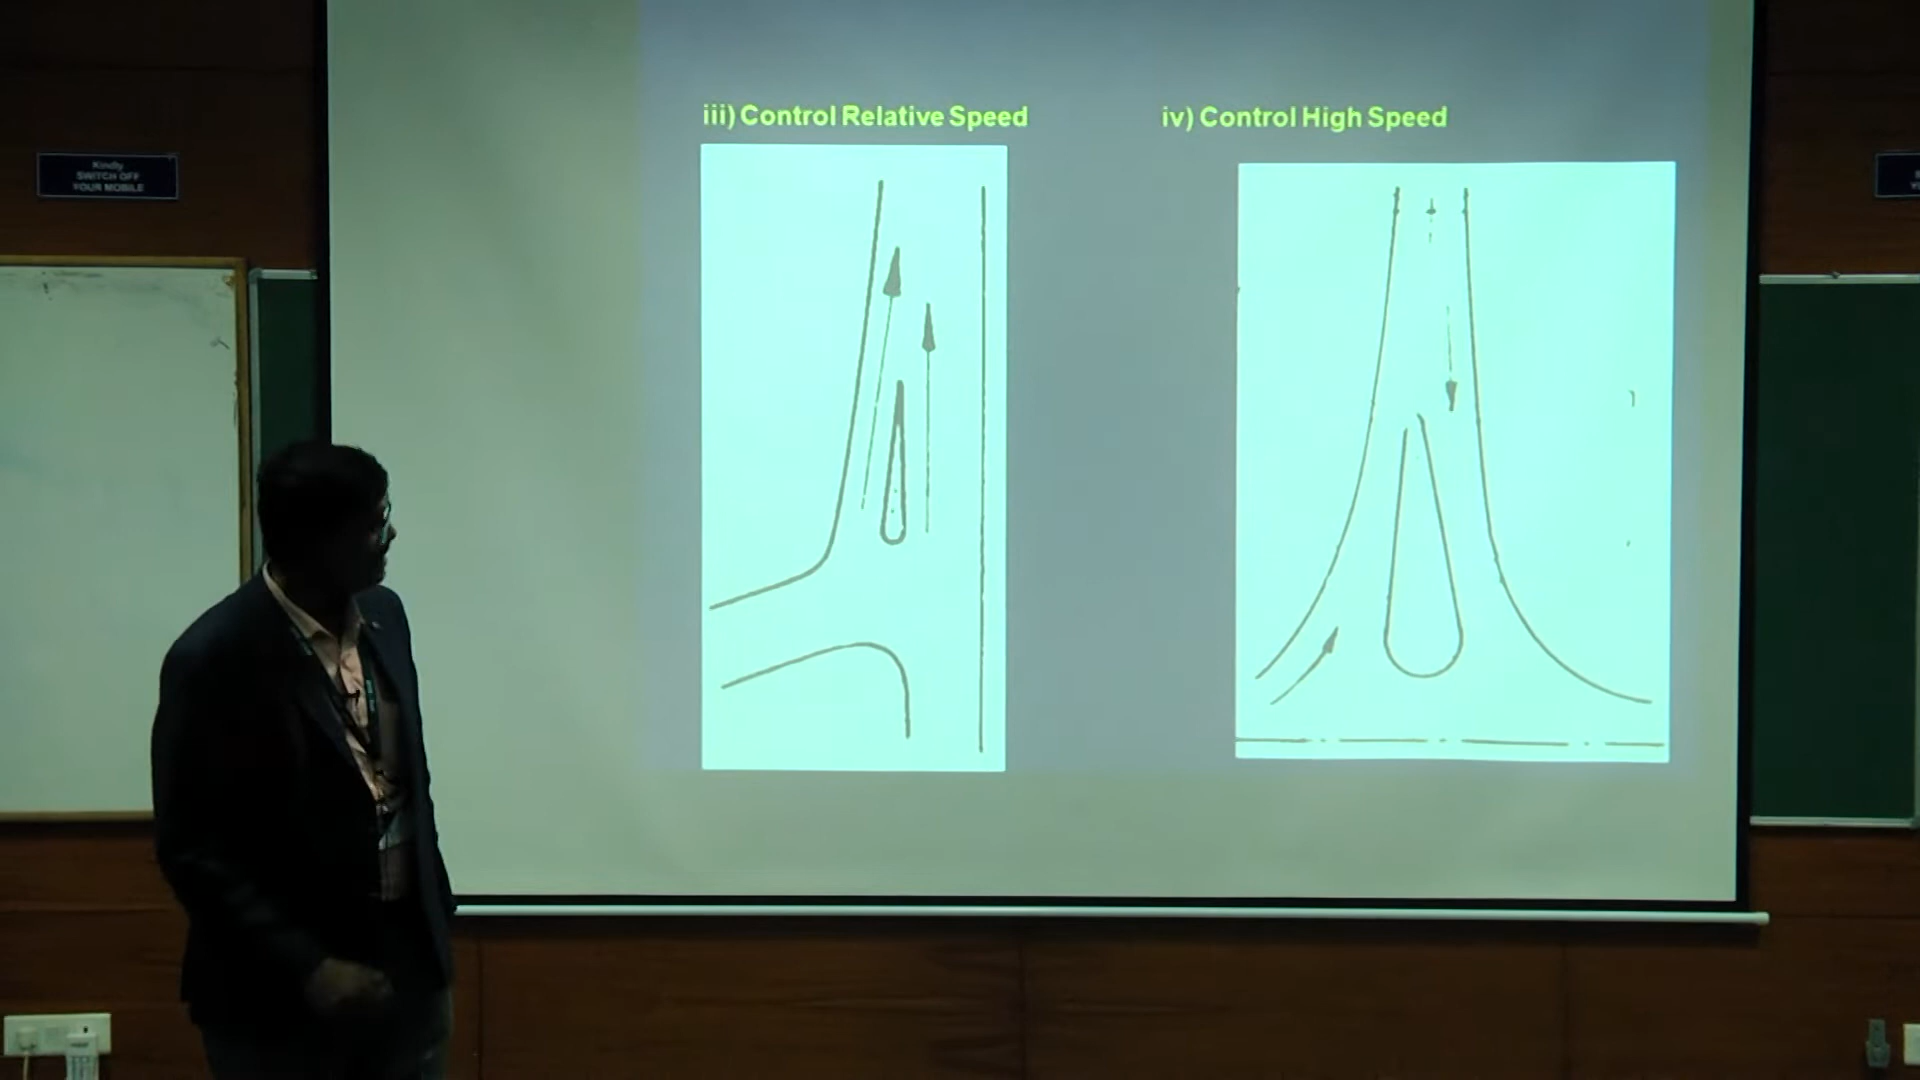 iii) Control Relative Speed
iv) Control High Speed
Kindly
SWITCH OFF
YOUR MOBILE